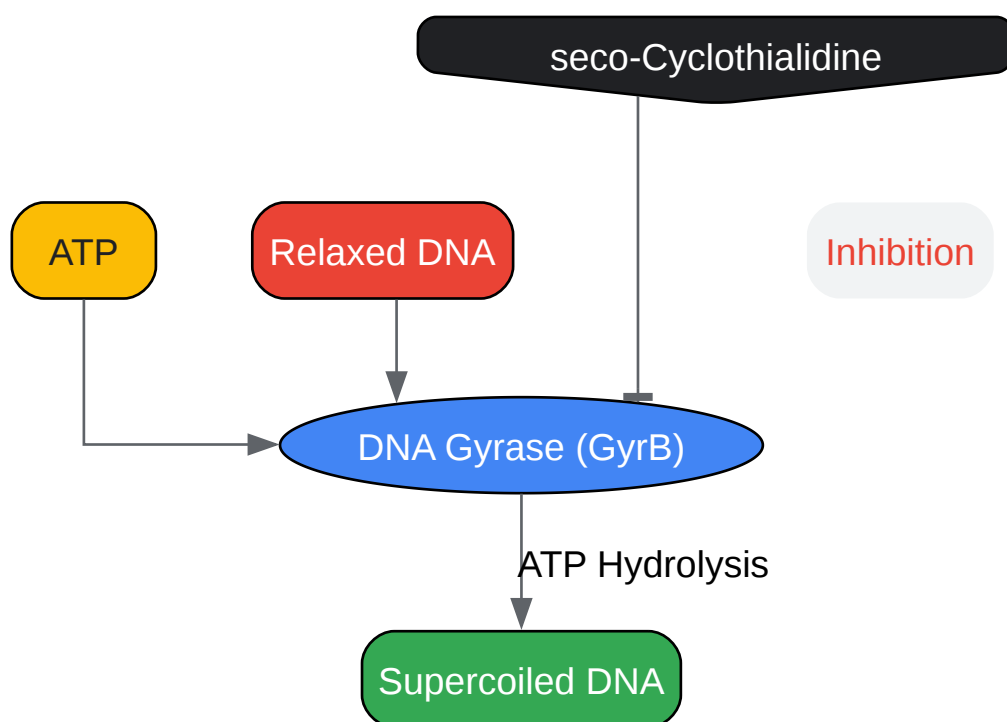 seco-Cyclothialidine
ATP
Relaxed DNA
Inhibition
DNA Gyrase (GyrB)
ATP Hydrolysis
Supercoiled DNA